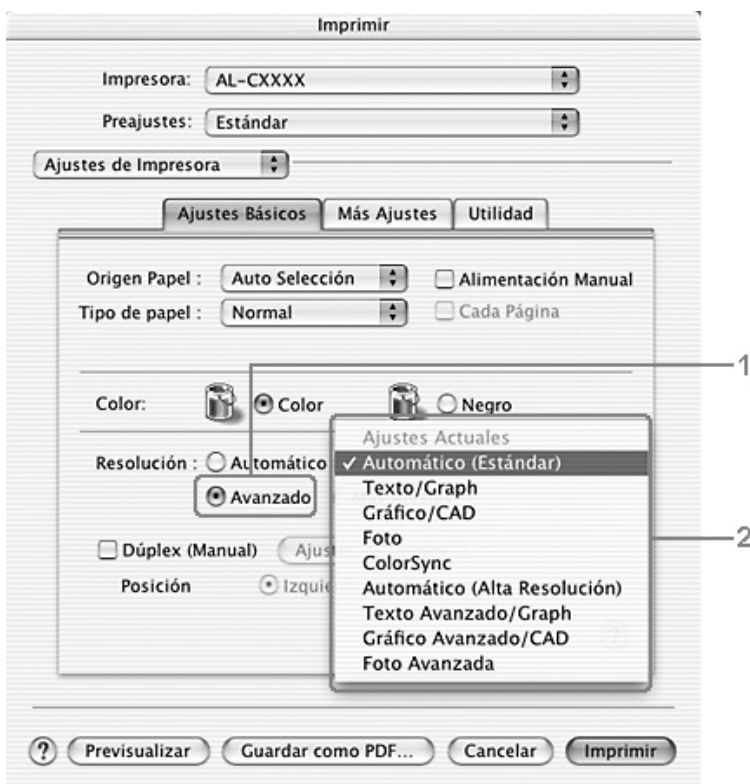 Imprimir
Impresora: AL-CXXXX
Preajustes: Estándar
Ajustes de Impresora
Ajustes Básicos Más Ajustes Utilidad
Origen Papel : Auto Selección Alimentación Manual
Tipo de papel : Normal Cada Página
1
Color: Color Negro
Ajustes Actuales
Resolución : Automático ✓ Automático (Estándar)
Avanzado Texto/Graph
Gráfico/CAD
Foto
2
Dúplex (Manual) ColorSync
Posición Automático (Alta Resolución)
Texto Avanzado/Graph
Gráfico Avanzado/CAD
Foto Avanzada
? Previsualizar Guardar como PDF... Cancelar Imprimir